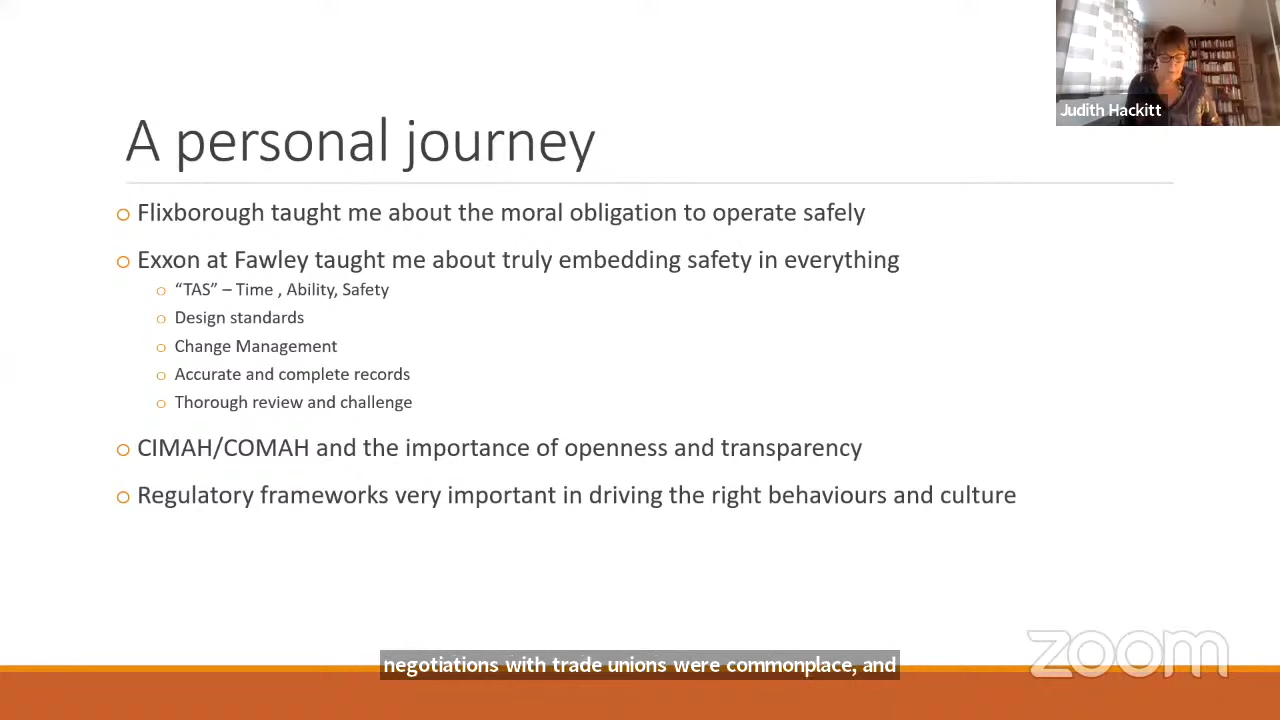 Judith Hackitt
A personal journey
Flixborough taught me about the moral obligation to operate safely
Exxon at Fawley taught me about truly embedding safety in everything
“TAS” – Time , Ability, Safety
Design standards
Change Management
Accurate and complete records
Thorough review and challenge
CIMAH/COMAH and the importance of openness and transparency
Regulatory frameworks very important in driving the right behaviours and culture
zoom
negotiations with trade unions were commonplace, and